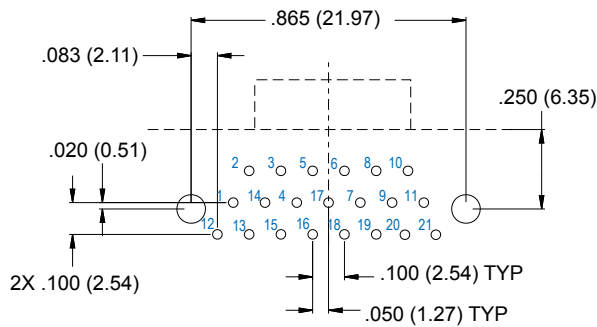 .865 (21.97)
.083 (2.11)
.250 (6.35)
.020 (0.51)
2 3 5 6 8 10
1 14 4 17 7 9 11
12 13 15 16 18 19 20 21
2X .100 (2.54)
.100 (2.54) TYP
.050 (1.27) TYP